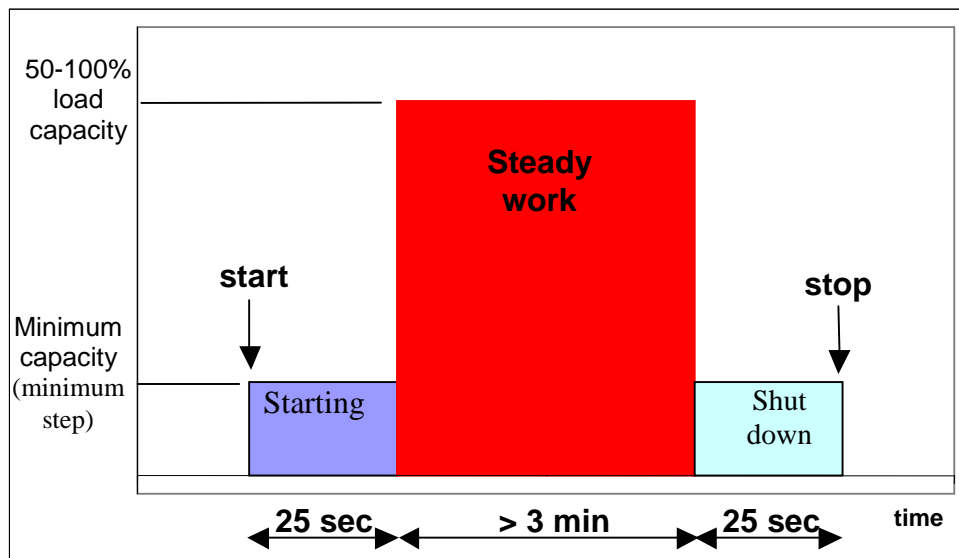 50-100%
load
capacity
Steady
work
start
stop
Minimum
capacity
(minimum
step)
Starting
Shut
down
25 sec
> 3 min
25 sec
time